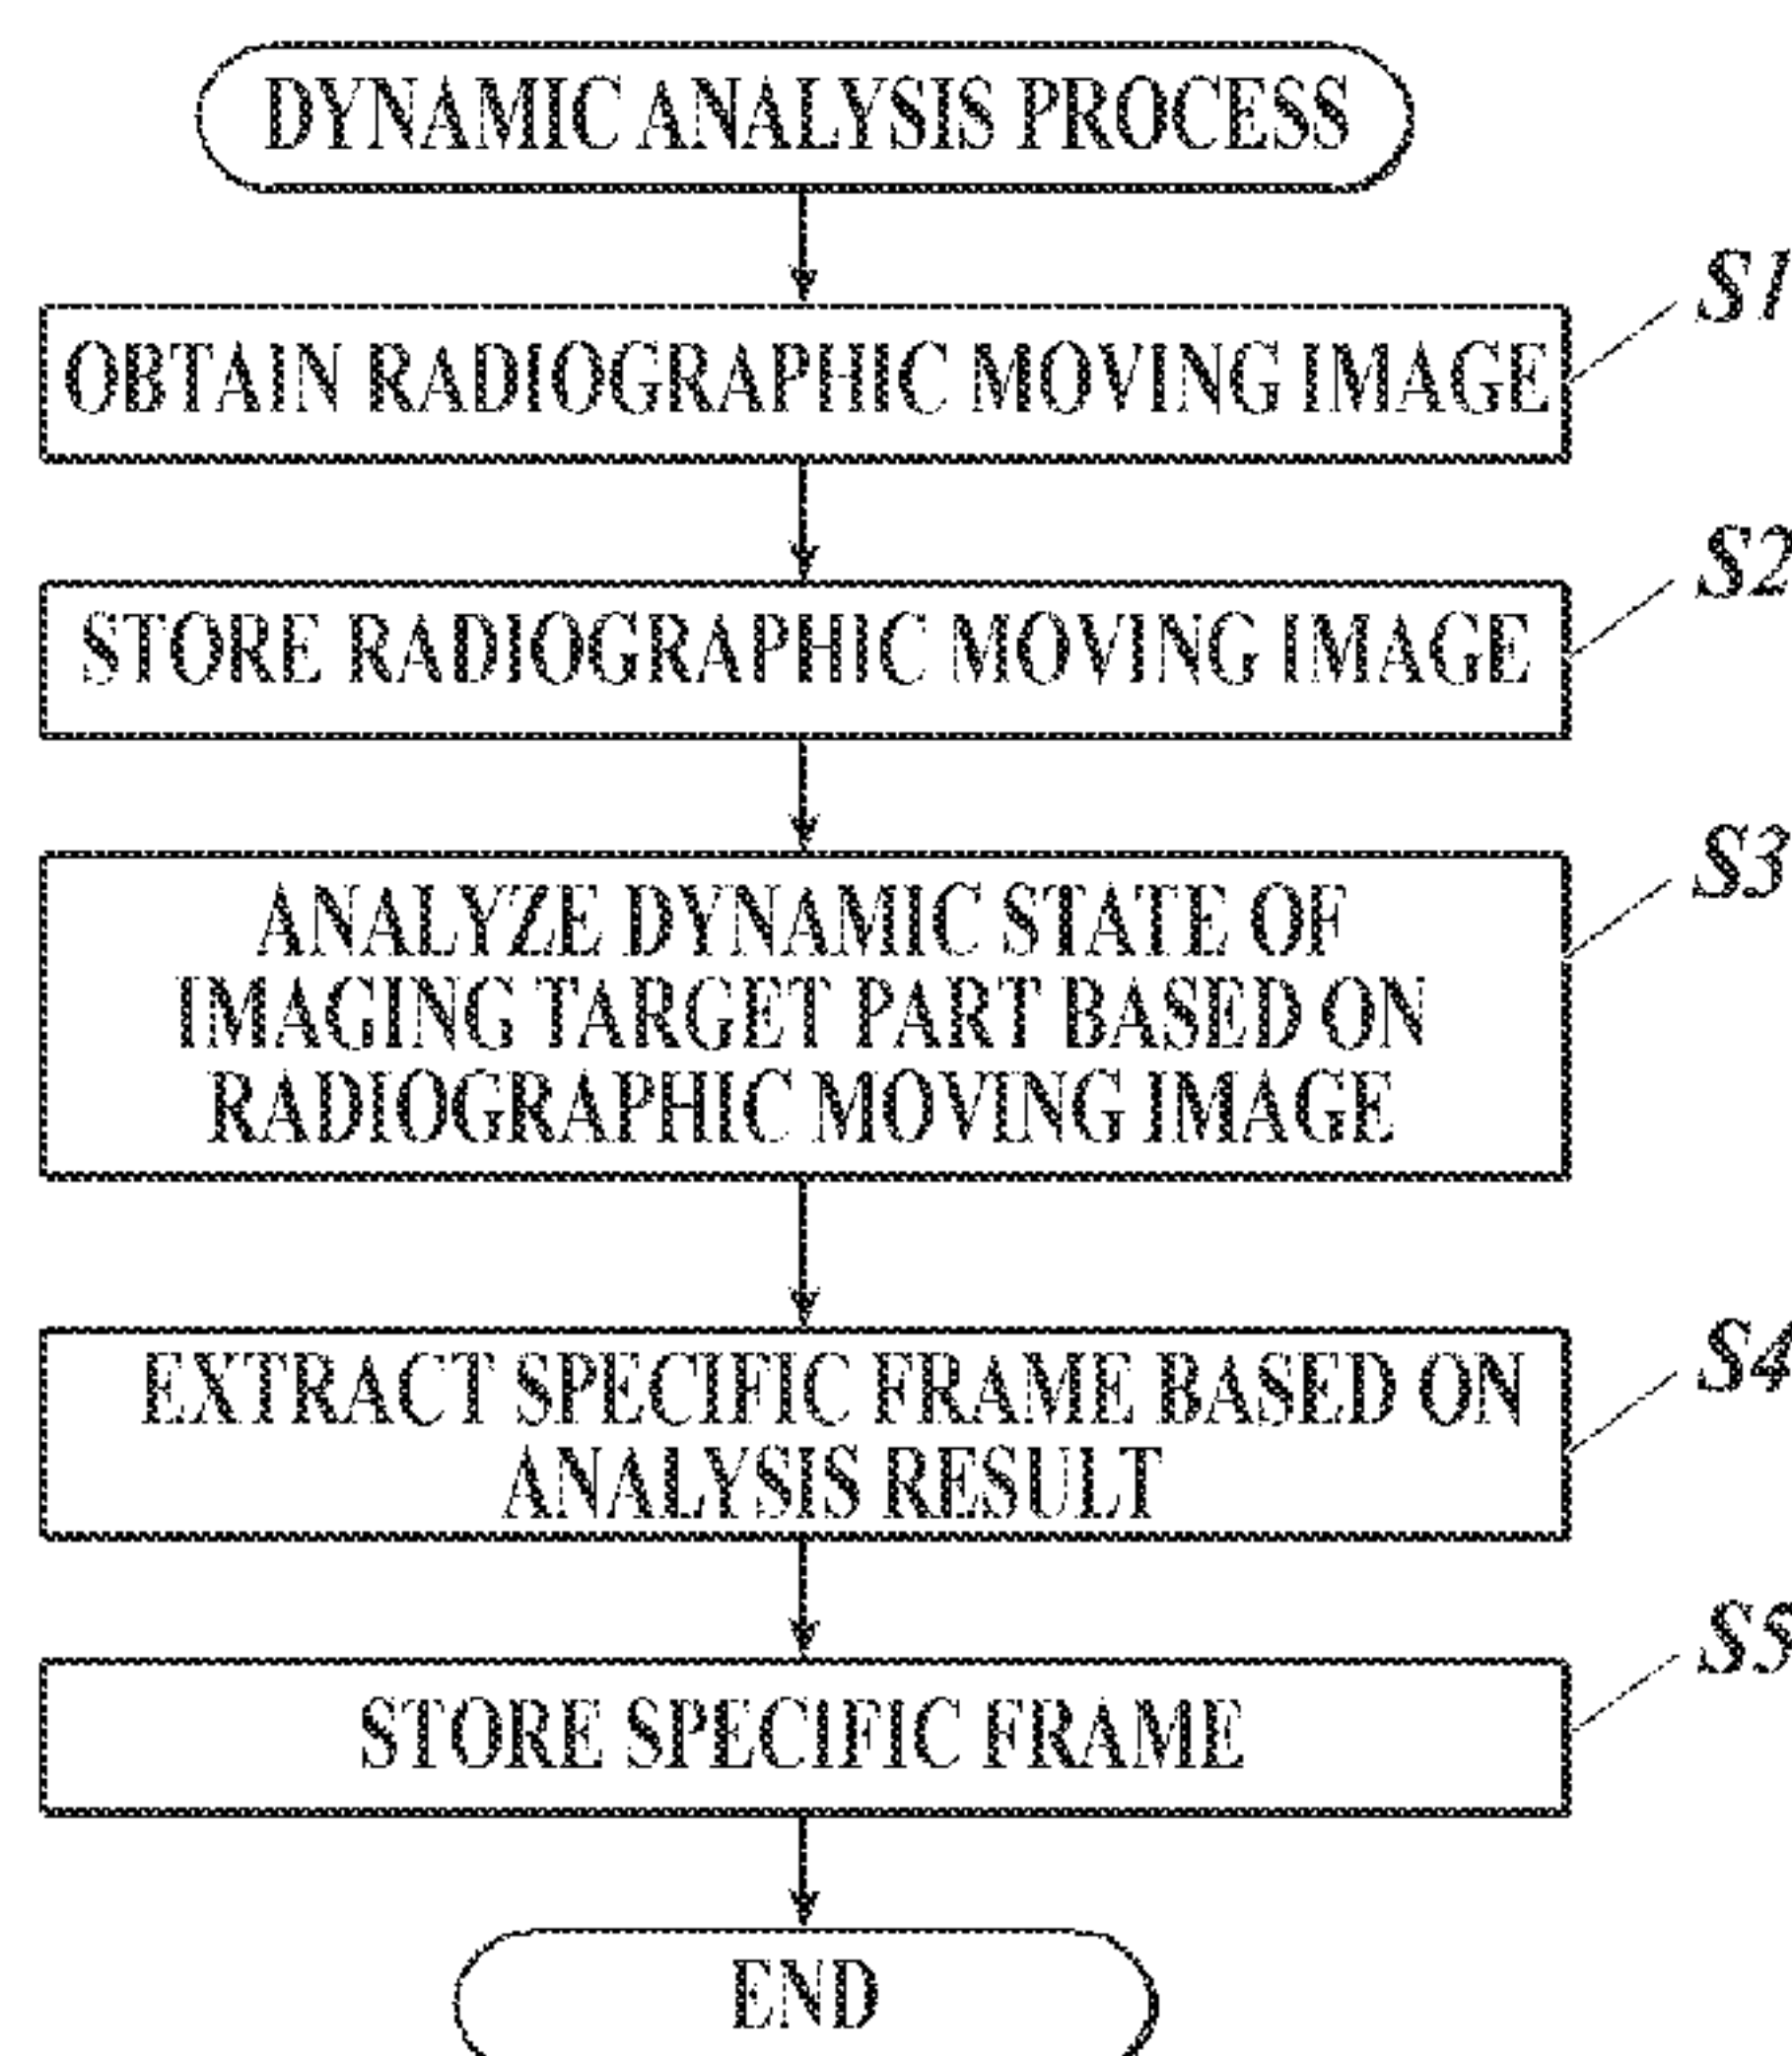 DYNAMIC ANALYSIS PROCESS
S1
OBTAIN RADIOGRAPHIC MOVING IMAGE
S2
STORE RADIOGRAPHIC MOVING IMAGE
S3
ANALYZE DYNAMIC STATE OF
IMAGING TARGET PART BASED ON
RADIOGRAPHIC MOVING IMAGE
S4
EXTRACT SPECIFIC FRAME BASED ON
ANALYSIS RESULT
S5
STORE SPECIFIC FRAME
END